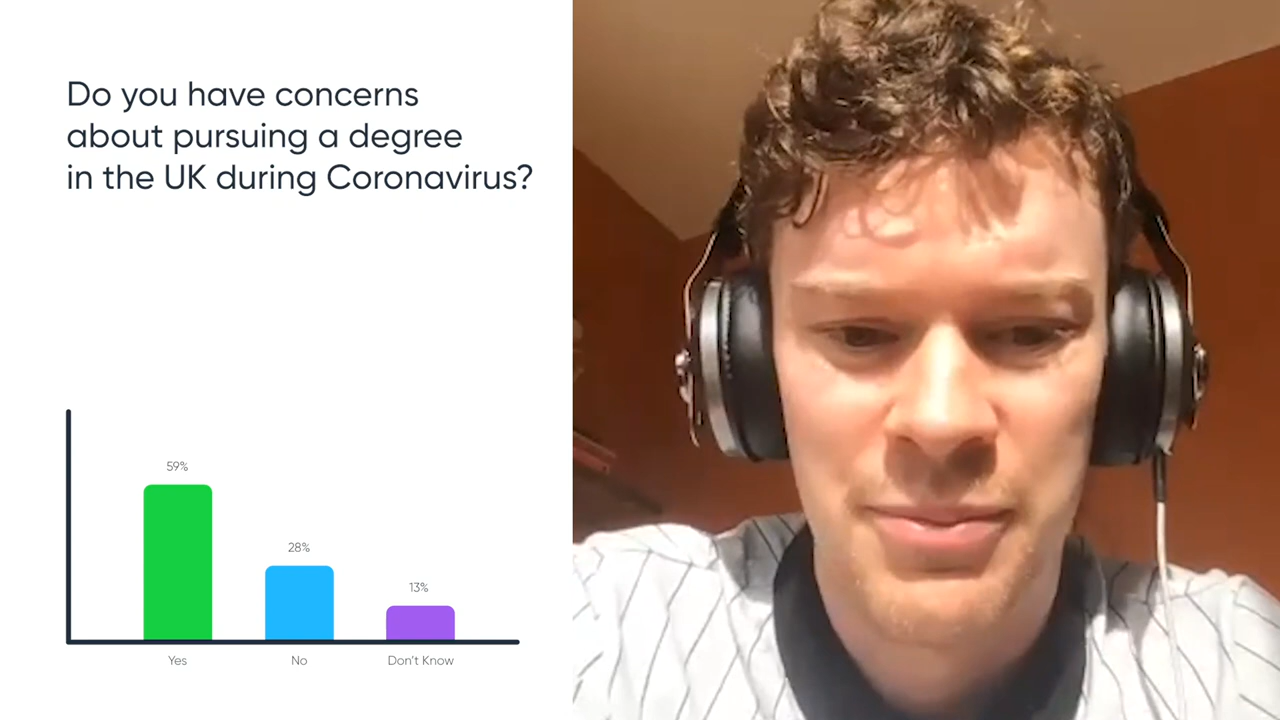 Do you have concerns
about pursuing a degree
in the UK during Coronavirus?
59%
28%
13%
Yes
No
Don't Know